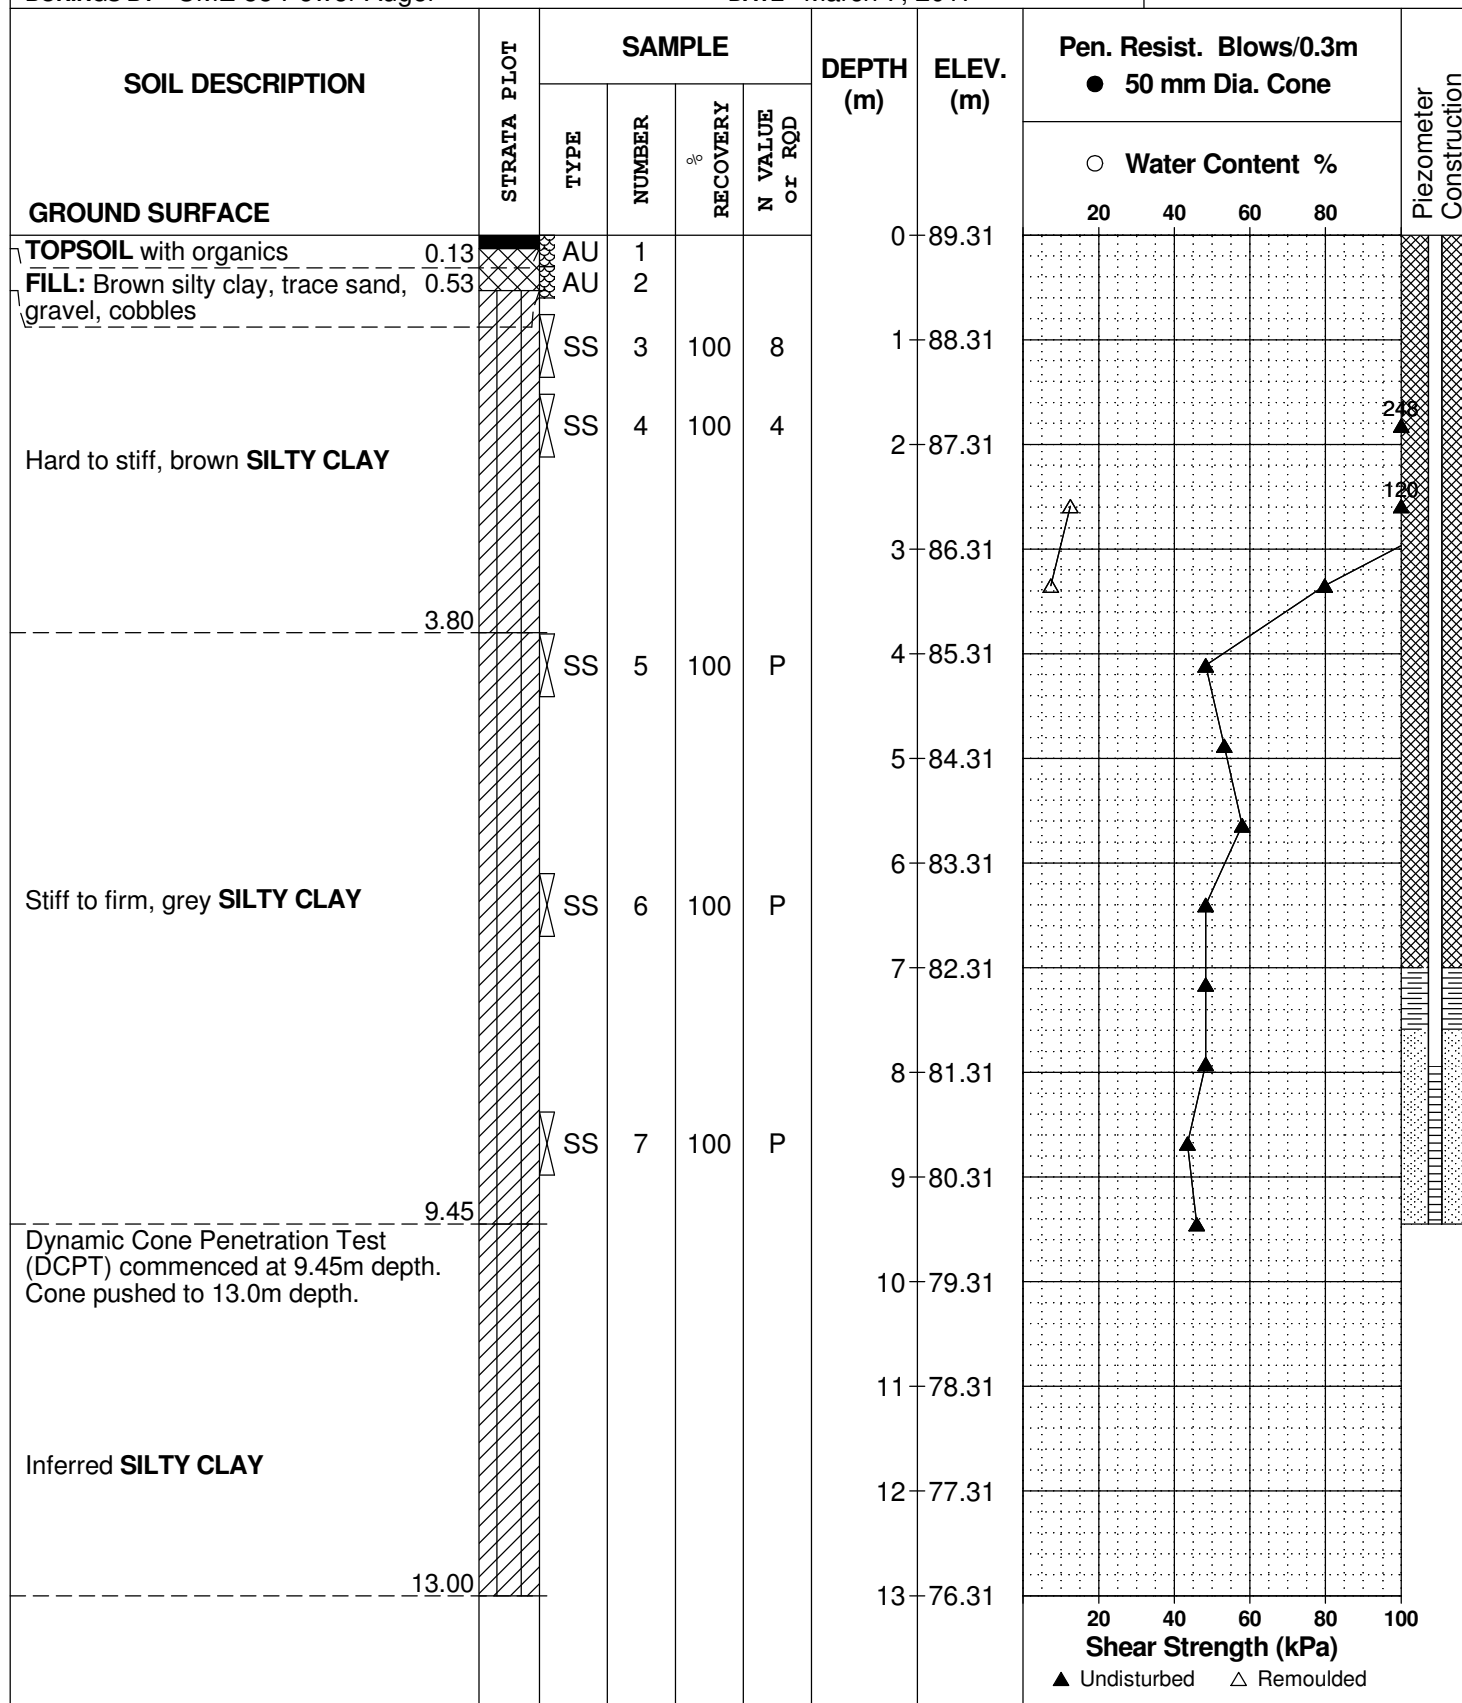 SOIL DESCRIPTION
GROUND SURFACE
STRATA PLOT
SAMPLE
TYPE
NUMBER
%
RECOVERY
N VALUE
or RQD
DEPTH
(m)
ELEV.
(m)
Pen. Resist. Blows/0.3m
● 50 mm Dia. Cone
○ Water Content %
20 40 60 80
Piezometer
Construction
TOPSOIL with organics 0.13
FILL: Brown silty clay, trace sand, 0.53
gravel, cobbles
Hard to stiff, brown SILTY CLAY
3.80
Stiff to firm, grey SILTY CLAY
9.45
Dynamic Cone Penetration Test
(DCPT) commenced at 9.45m depth.
Cone pushed to 13.0m depth.
Inferred SILTY CLAY
13.00
AU 1
AU 2
SS 3 100 8
SS 4 100 4
SS 5 100 P
SS 6 100 P
SS 7 100 P
0 89.31
1 88.31
2 87.31
3 86.31
4 85.31
5 84.31
6 83.31
7 82.31
8 81.31
9 80.31
10 79.31
11 78.31
12 77.31
13 76.31
248
120
20 40 60 80 100
Shear Strength (kPa)
▲ Undisturbed △ Remoulded